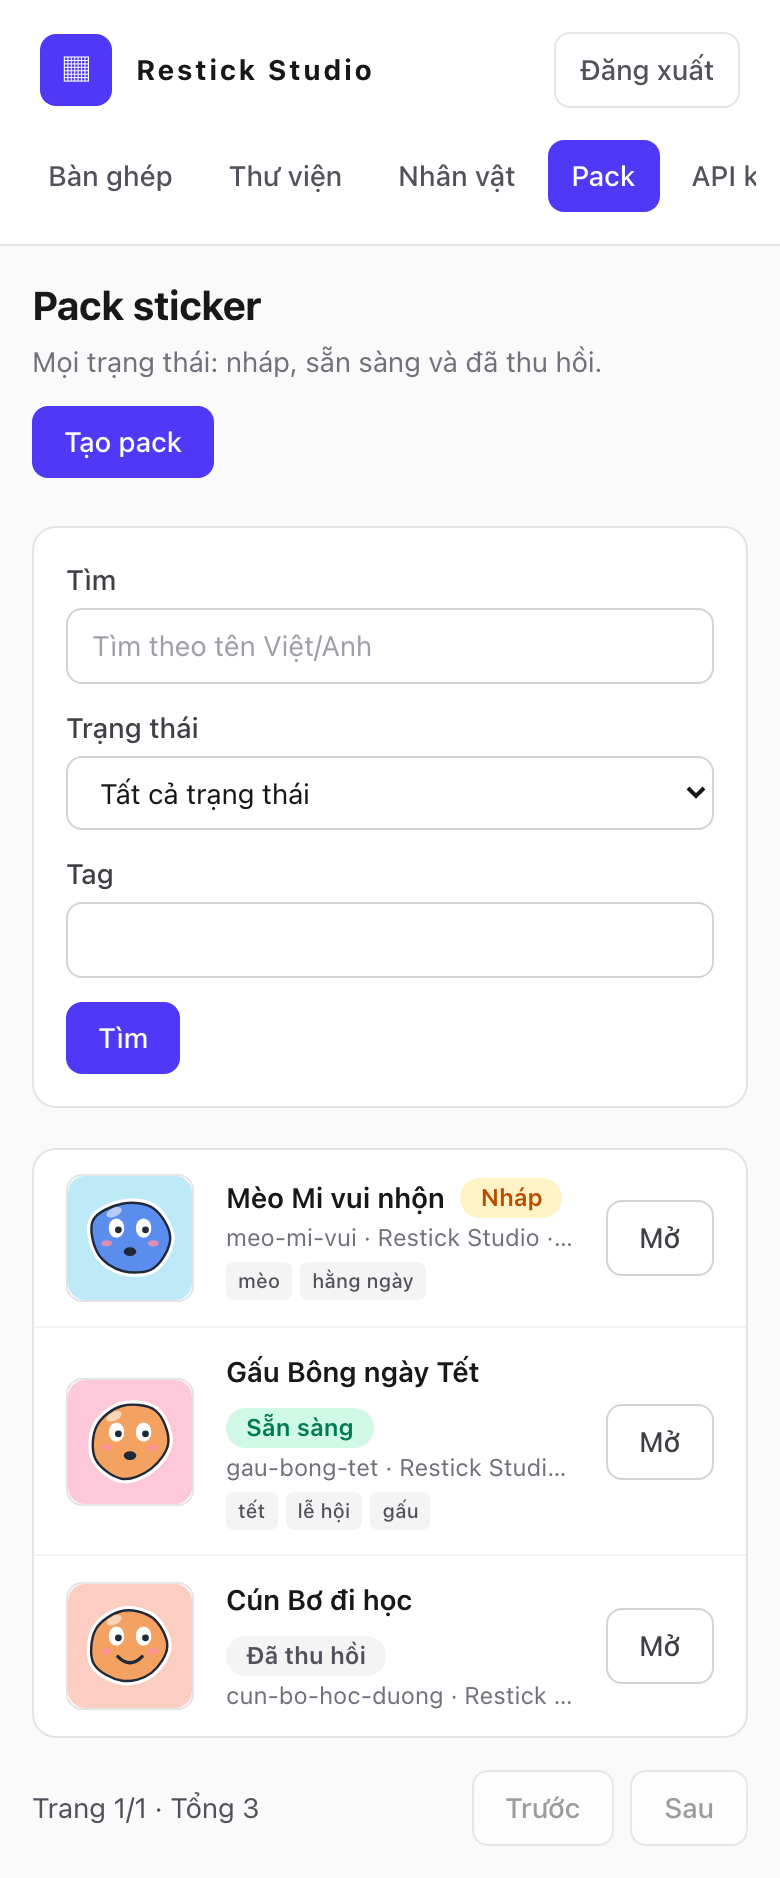 Restick Studio
Đăng xuất
Bàn ghép Thư viện Nhân vật Pack API k
Pack sticker
Mọi trạng thái: nháp, sẵn sàng và đã thu hồi.
Tạo pack
Tìm
Tìm theo tên Việt/Anh
Trạng thái
Tất cả trạng thái
Tag
Tìm
Mèo Mi vui nhộn Nháp
meo-mi-vui · Restick Studio ·...
mèo hằng ngày
Mở
Gấu Bông ngày Tết
Sẵn sàng
gau-bong-tet · Restick Studi...
tết lễ hội gấu
Mở
Cún Bơ đi học
Đã thu hồi
cun-bo-hoc-duong · Restick ...
Mở
Trang 1/1 · Tổng 3
Trước Sau